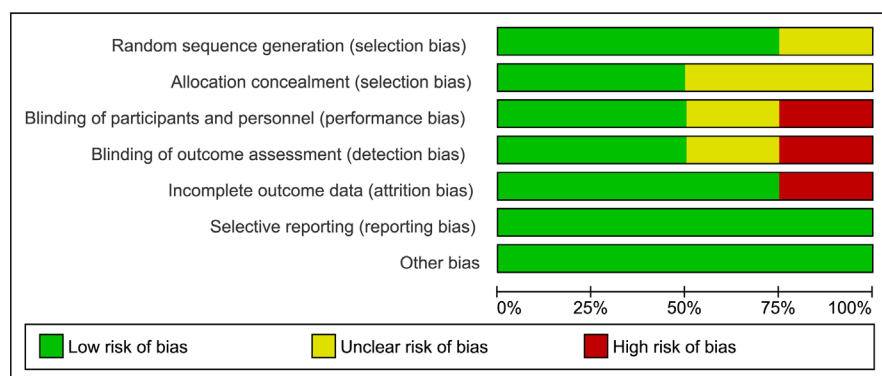 Random sequence generation (selection bias)
Allocation concealment (selection bias)
Blinding of participants and personnel (performance bias)
Blinding of outcome assessment (detection bias)
Incomplete outcome data (attrition bias)
Selective reporting (reporting bias)
Other bias
0% 25% 50% 75% 100%
Low risk of bias Unclear risk of bias High risk of bias